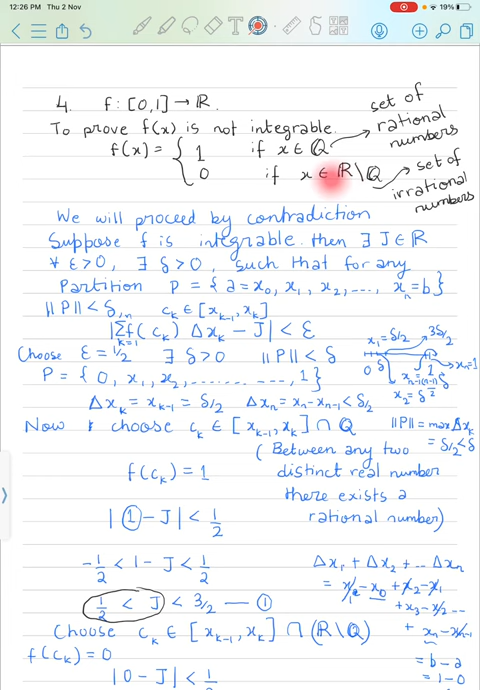 12:26 PM Thu 2 Nov
19%
4. f : [0,1] → ℝ.
To prove f(x) is not integrable.
f(x) = { 1 if x ∈ ℚ → set of rational numbers
0 if x ∈ ℝ\ℚ → set of irrational numbers
We will proceed by contradiction
Suppose f is integrable. then ∃ J ∈ ℝ
∀ ε>0, ∃ δ>0, such that for any
Partition P = { a = x₀, x₁, x₂, ...., xₙ = b}
||P|| < δ, cₖ ∈ [xₖ₋₁, xₖ]
|ⁿΣₖ₌₁ f(cₖ) Δxₖ - J| < ε
Choose ε = 1/2 ∃ δ>0 ||P|| < δ
P = { 0, x₁, x₂, ............, 1 }
x₁ = δ/2 3δ/2
0 δ 1 xₙ = 1
xₙ₋₁ = (n-1) δ/2
x₂ = δ
Δxₖ = xₖ₋₁ = δ/2 Δxₙ = xₙ - xₙ₋₁ < δ/2
Now choose cₖ ∈ [xₖ₋₁, xₖ] ∩ ℚ
||P|| = max Δxₖ
= δ/2 < δ
( Between any two
distinct real number
there exists a
rational number)
f(cₖ) = 1
|1 - J| < 1/2
-1/2 < 1 - J < 1/2
1/2 < J < 3/2 — ①
Δx₁ + Δx₂ + ... Δxₙ
= x₁ - x₀ + x₂ - x₁
+ x₃ - x₂ ...
+ xₙ - xₙ₋₁
= b - a
= 1 - 0
Choose cₖ ∈ [xₖ₋₁, xₖ] ∩ (ℝ\ℚ)
f(cₖ) = 0
|0 - J| < 1/2